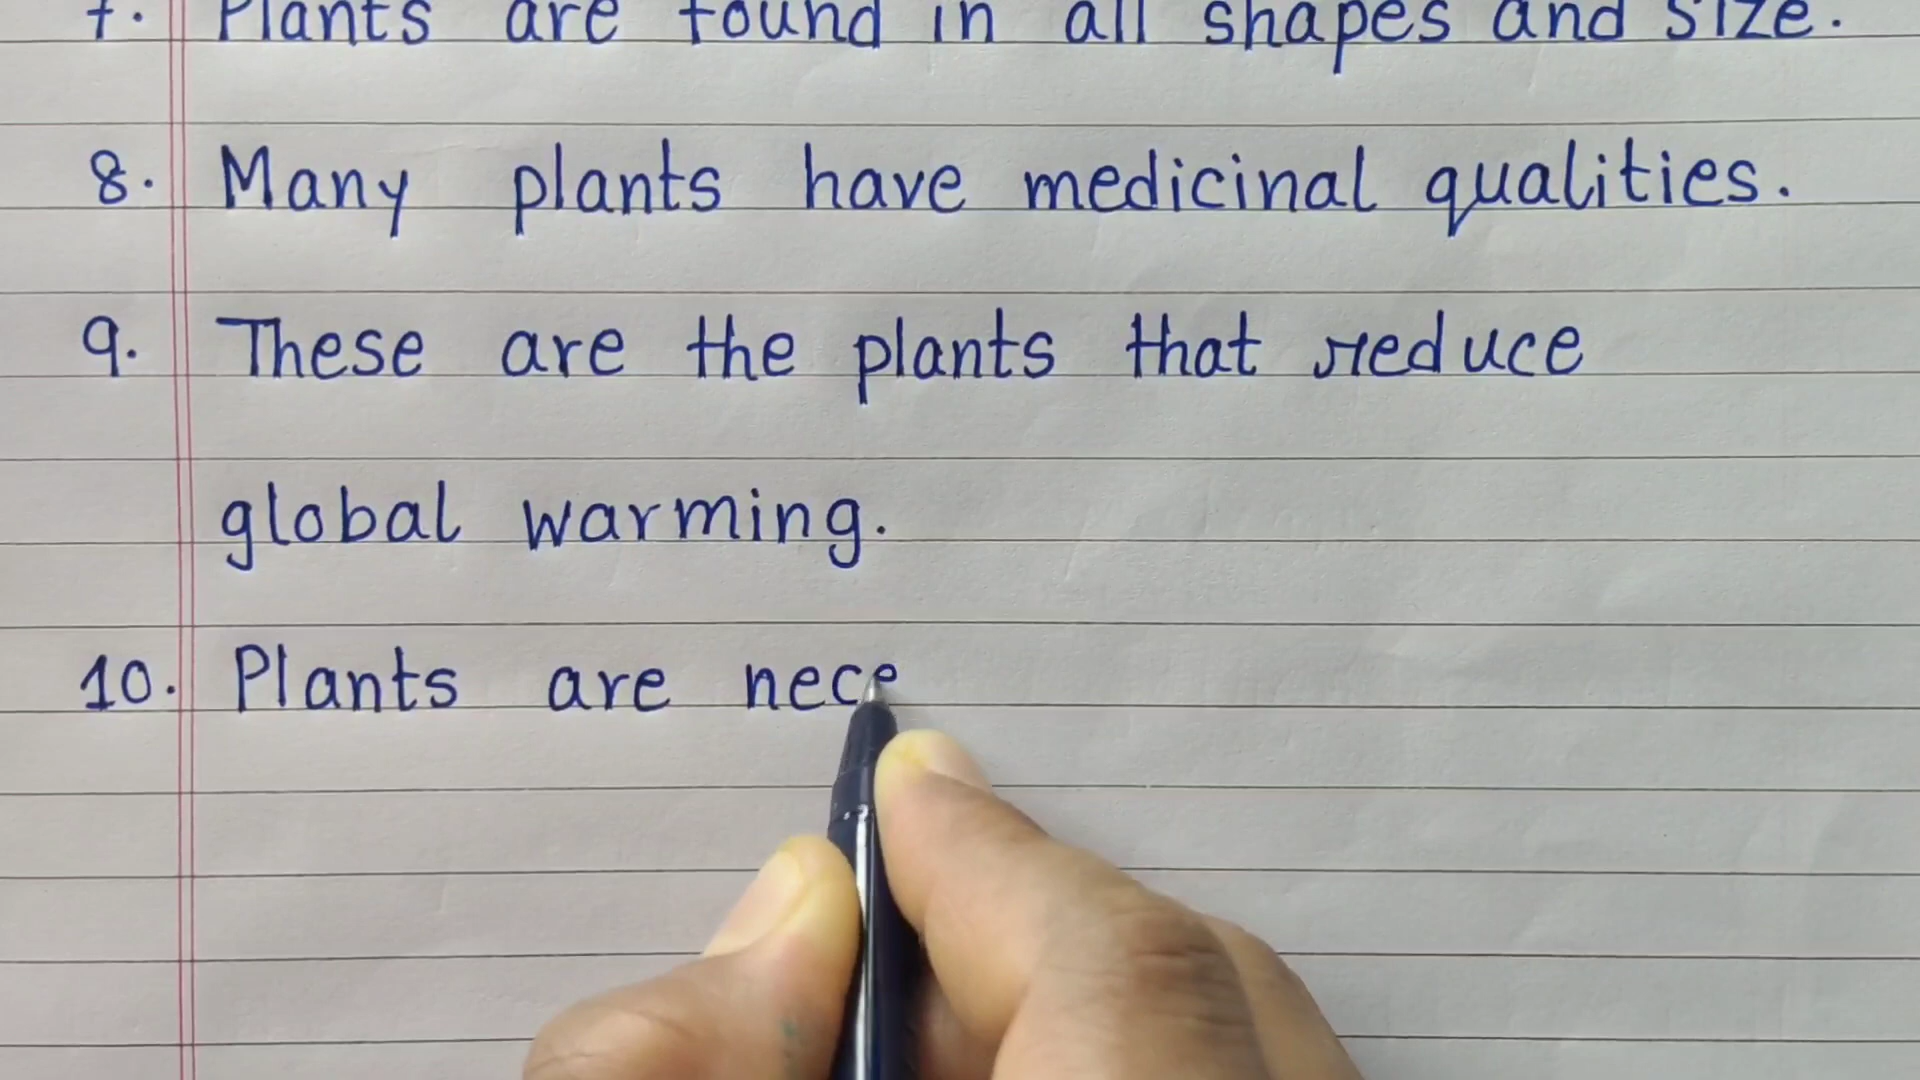 7. Plants are found in all shapes and size.
8. Many plants have medicinal qualities.
9. These are the plants that reduce
global warming.
10. Plants are nece